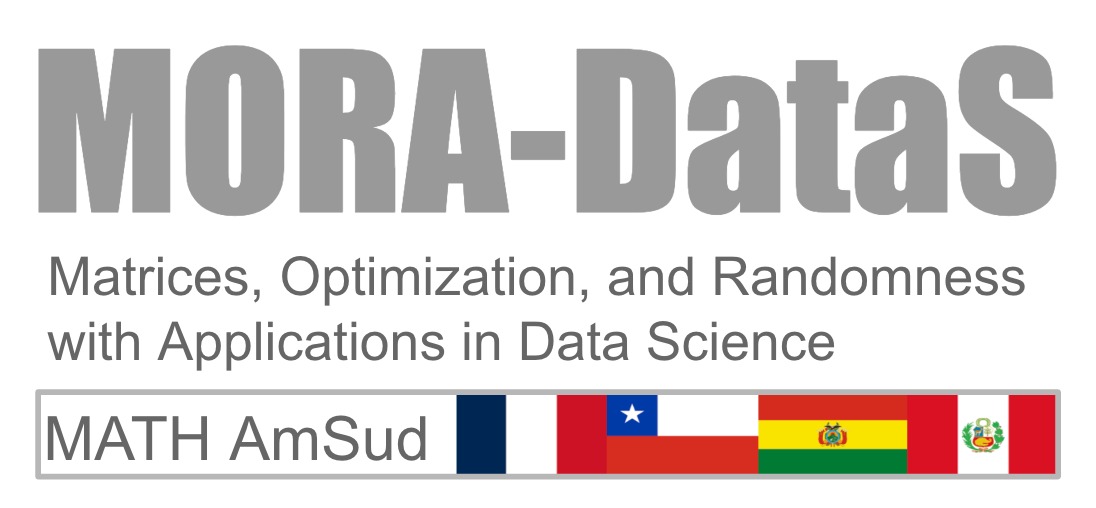 MORA-DataS
Matrices, Optimization, and Randomness
with Applications in Data Science
MATH AmSud